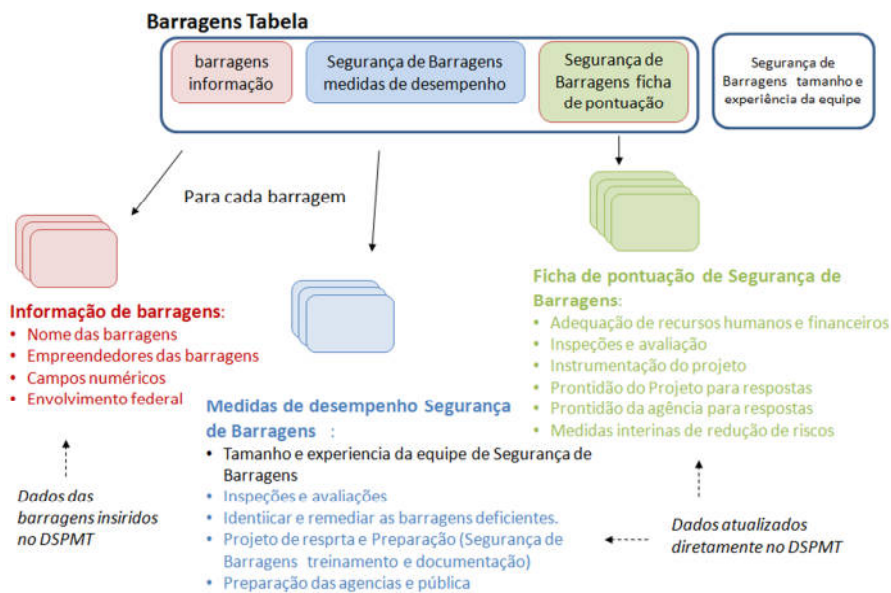 Barragens Tabela
barragens
informação
Segurança de Barragens
medidas de desempenho
Segurança de
Barragens ficha
de pontuação
Segurança de
Barragens tamanho e
experiência da equipe
Para cada barragem
Informação de barragens:
• Nome das barragens
• Empreendedores das barragens
• Campos numéricos
• Envolvimento federal
Medidas de desempenho Segurança
de Barragens :
• Tamanho e experiencia da equipe de Segurança de
Barragens
• Inspeções e avaliações
• Identiicar e remediar as barragens deficientes.
• Projeto de resprta e Preparação (Segurança de
Barragens treinamento e documentação)
• Preparação das agencias e pública
Ficha de pontuação de Segurança de
Barragens:
• Adequação de recursos humanos e financeiros
• Inspeções e avaliação
• Instrumentação do projeto
• Prontidão do Projeto para respostas
• Prontidão da agência para respostas
• Medidas interinas de redução de riscos
Dados das
barragens insiridos
no DSPMT
Dados atualizados
diretamente no DSPMT